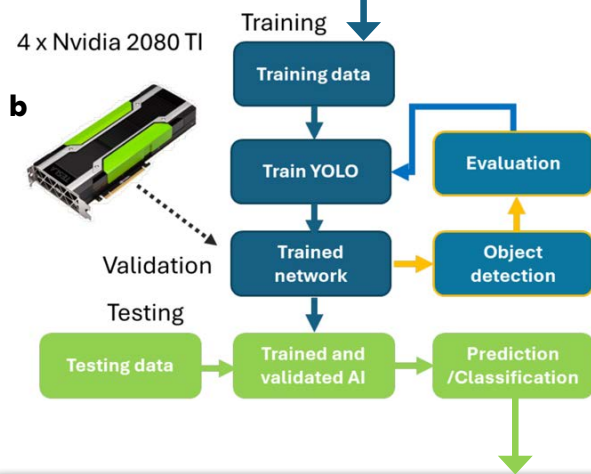 Training
4 x Nvidia 2080 TI
b
Training data
Train YOLO
Evaluation
Validation
Trained
network
Object
detection
Testing
Testing data
Trained and
validated AI
Prediction
/Classification